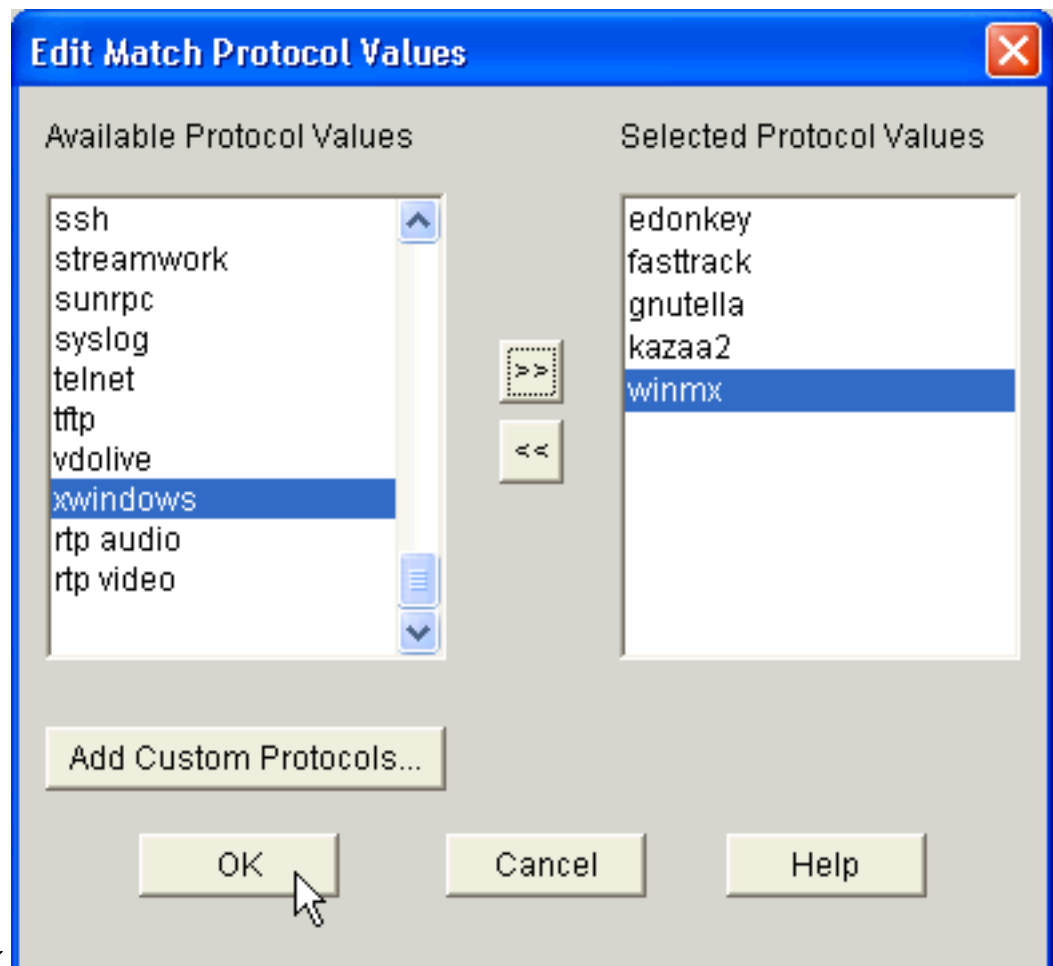 Edit Match Protocol Values
Available Protocol Values
ssh
streamwork
sunrpc
syslog
telnet
tftp
vdolive
xwindows
rtp audio
rtp video
>>
<<
Selected Protocol Values
edonkey
fasttrack
gnutella
kazaa2
winmx
Add Custom Protocols...
OK
Cancel
Help